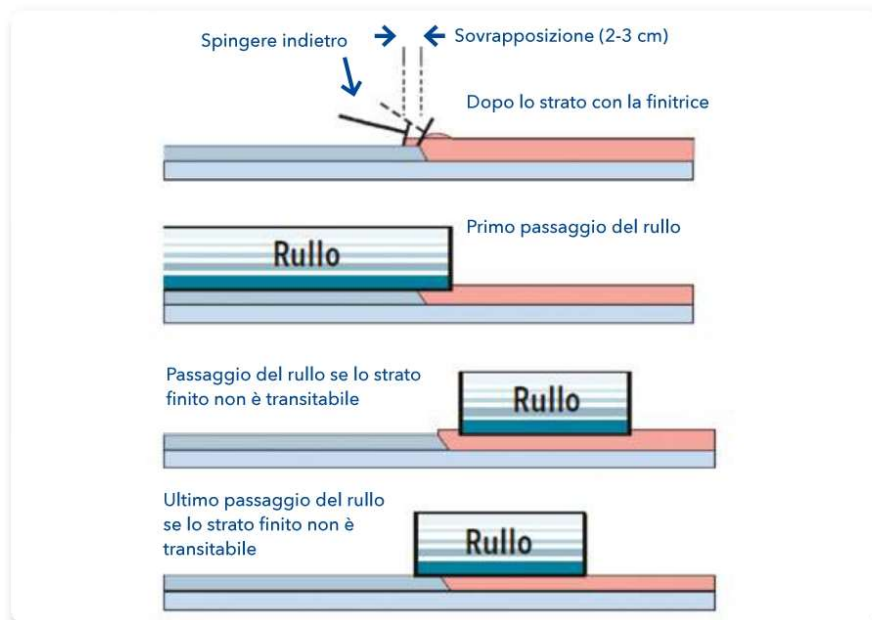 Spingere indietro
Sovrapposizione (2-3 cm)
Dopo lo strato con la finitrice
Primo passaggio del rullo
Rullo
Passaggio del rullo se lo strato
finito non è transitabile
Rullo
Ultimo passaggio del rullo
se lo strato finito non è
transitabile
Rullo